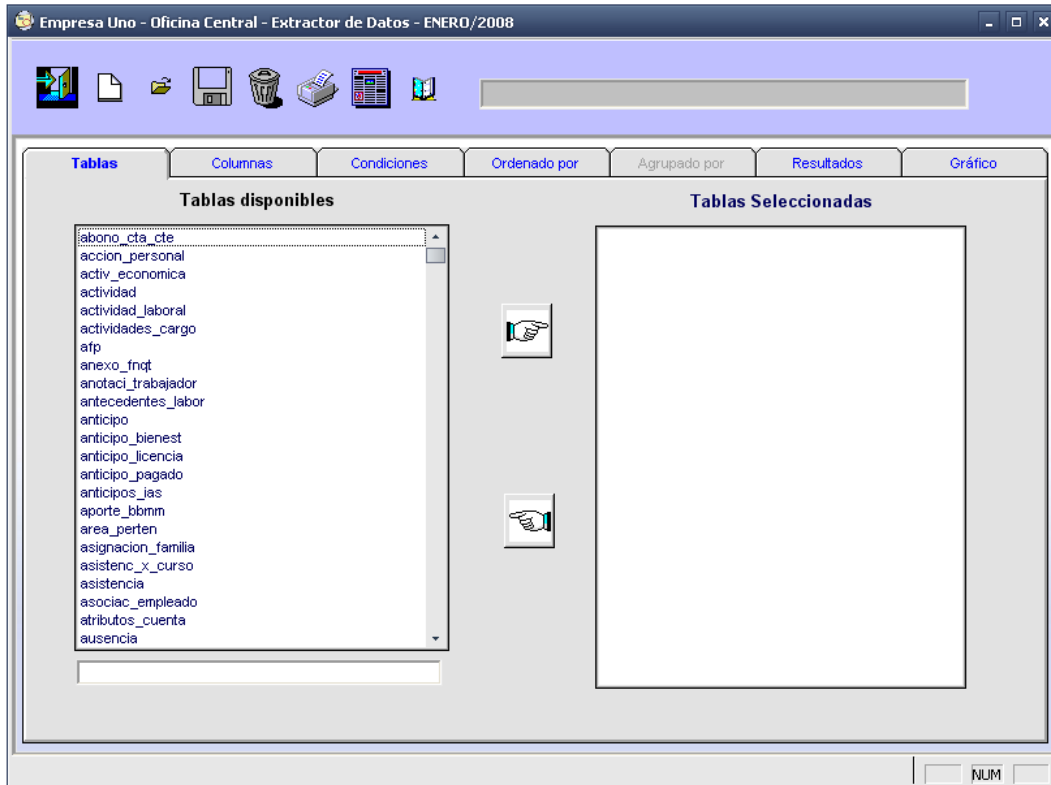 Empresa Uno - Oficina Central - Extractor de Datos - ENERO/2008
Tablas Columnas Condiciones Ordenado por Agrupado por Resultados Gráfico
Tablas disponibles
Tablas Seleccionadas
abono_cta_cte
accion_personal
activ_economica
actividad
actividad_laboral
actividades_cargo
afp
anexo_fnqt
anotaci_trabajador
antecedentes_labor
anticipo
anticipo_bienest
anticipo_licencia
anticipo_pagado
anticipos_ias
aporte_bbmm
area_perten
asignacion_familia
asistenc_x_curso
asistencia
asociac_empleado
atributos_cuenta
ausencia
NUM